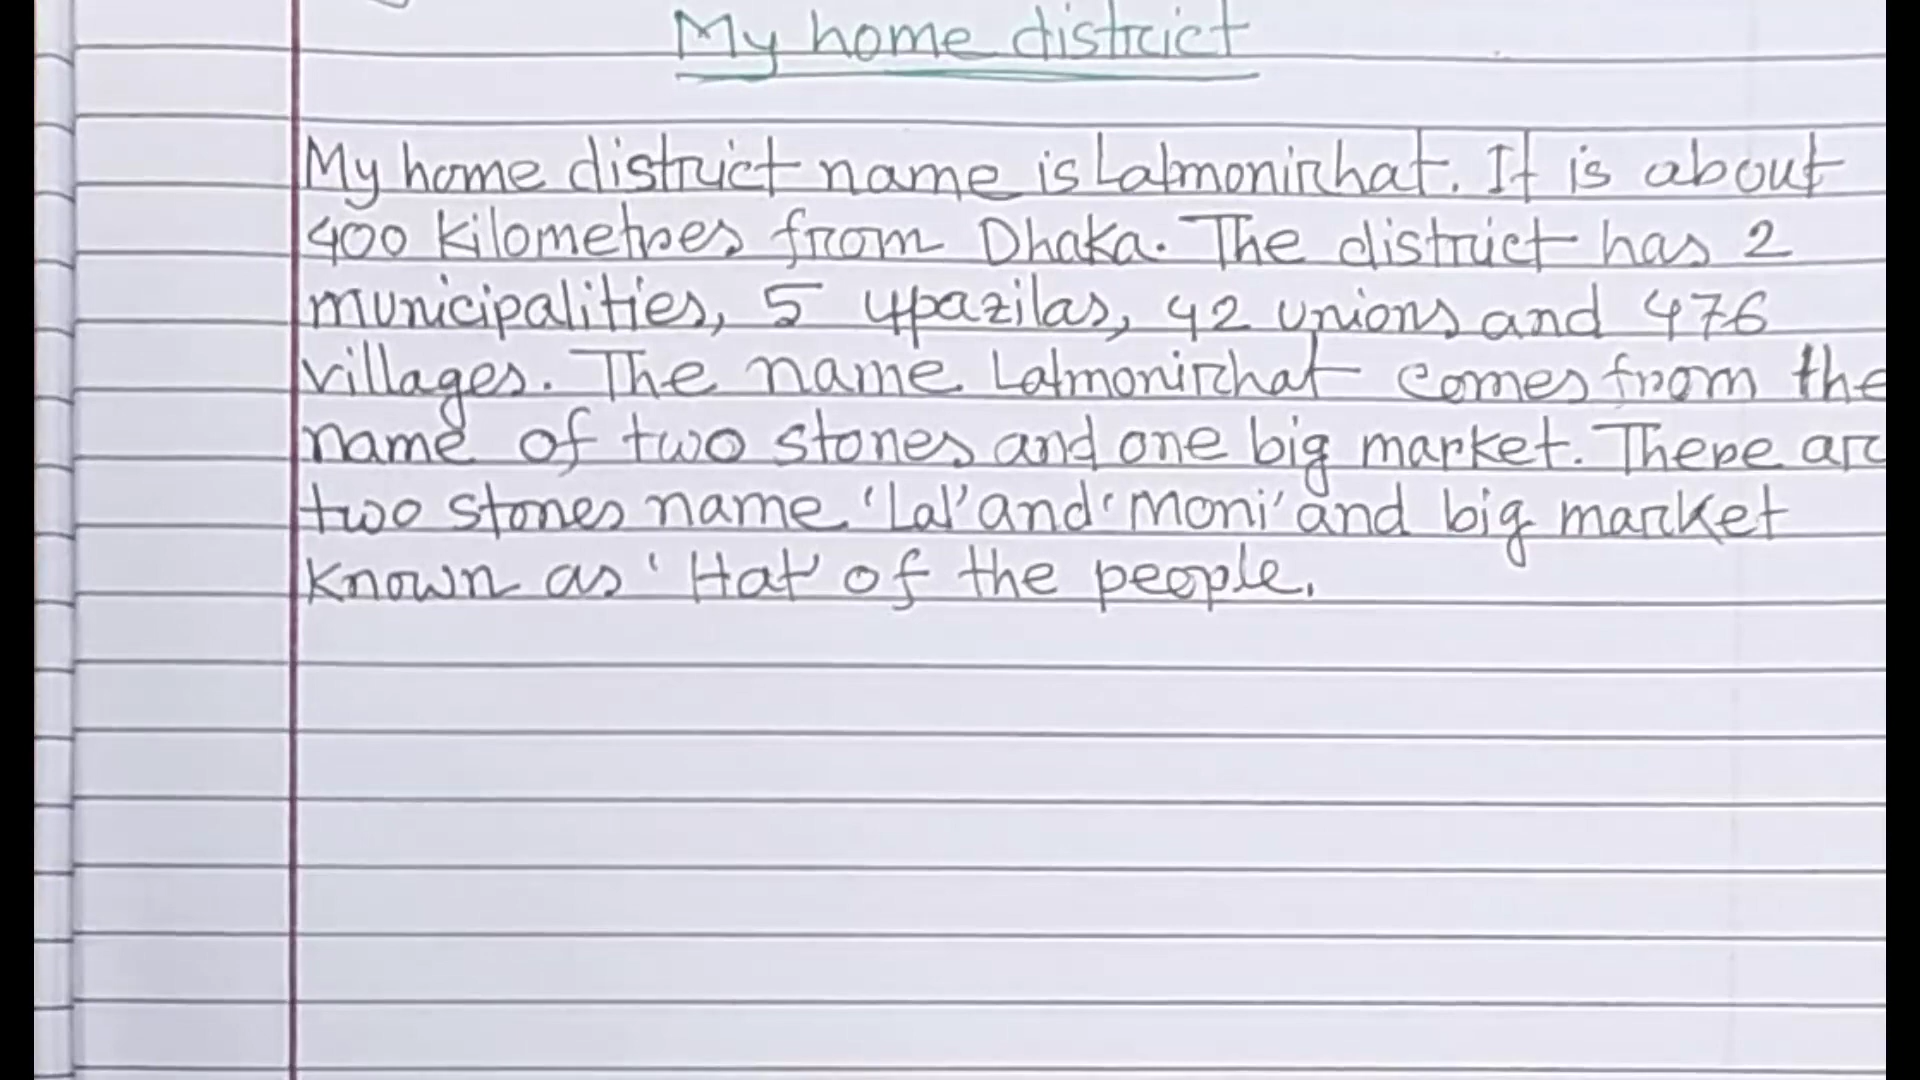 My home district
My home district name is Lalmonirhat. It is about
400 kilometres from Dhaka. The district has 2
municipalities, 5 upazilas, 42 unions and 476
villages. The name Lalmonirhat comes from the
name of two stones and one big market. There are
two stones name 'Lal' and 'Moni' and big market
known as 'Hat' of the people.